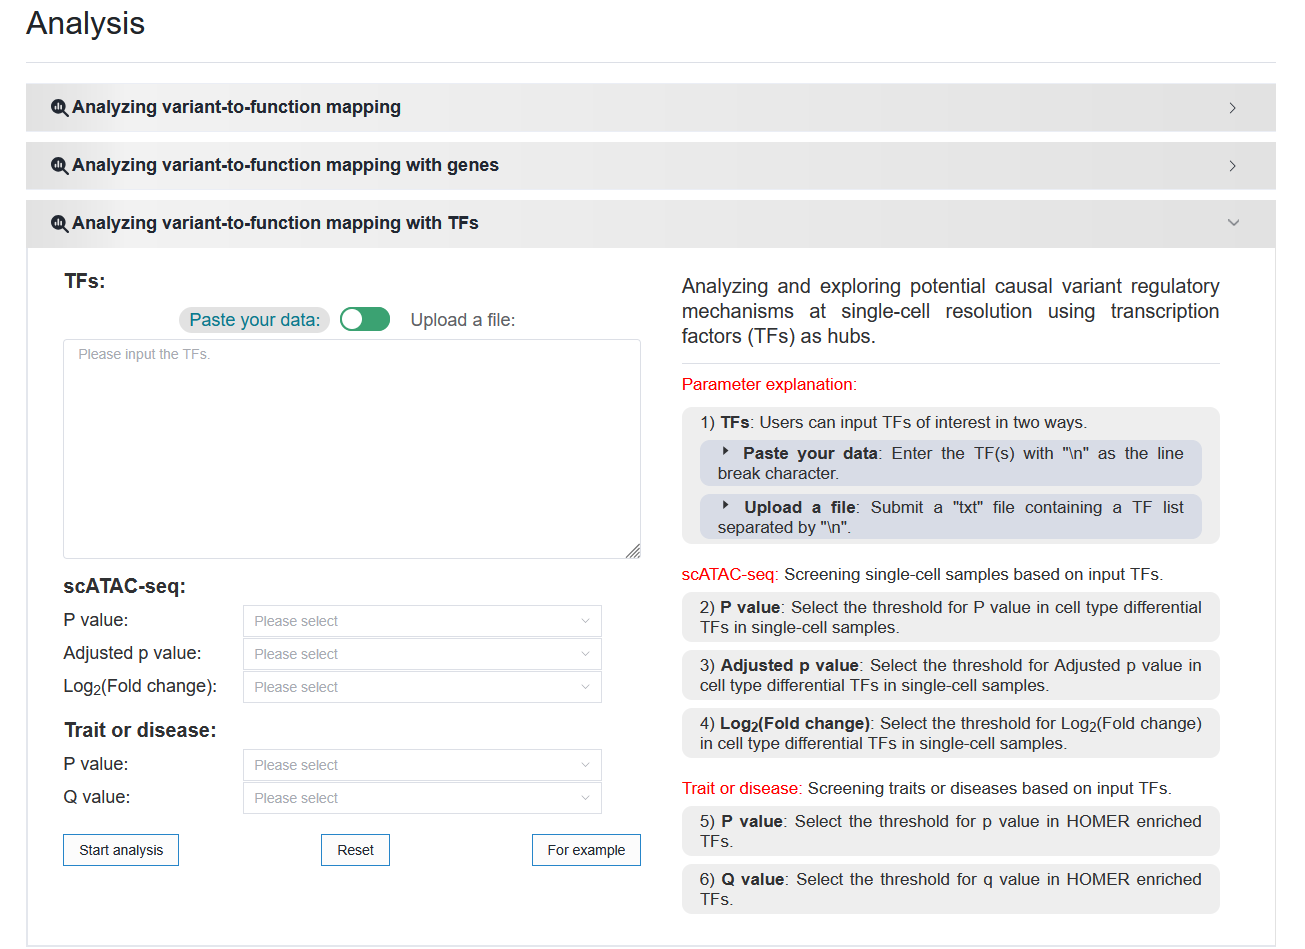 Analysis
Analyzing variant-to-function mapping
Analyzing variant-to-function mapping with genes
Analyzing variant-to-function mapping with TFs
TFs:
Paste your data: Upload a file:
Please input the TFs.
scATAC-seq:
P value: Please select
Adjusted p value: Please select
Log2(Fold change): Please select
Trait or disease:
P value: Please select
Q value: Please select
Start analysis Reset For example
Analyzing and exploring potential causal variant regulatory
mechanisms at single-cell resolution using transcription
factors (TFs) as hubs.
Parameter explanation:
1) TFs: Users can input TFs of interest in two ways.
Paste your data: Enter the TF(s) with "\n" as the line
break character.
Upload a file: Submit a "txt" file containing a TF list
separated by "\n".
scATAC-seq: Screening single-cell samples based on input TFs.
2) P value: Select the threshold for P value in cell type differential
TFs in single-cell samples.
3) Adjusted p value: Select the threshold for Adjusted p value in
cell type differential TFs in single-cell samples.
4) Log2(Fold change): Select the threshold for Log2(Fold change)
in cell type differential TFs in single-cell samples.
Trait or disease: Screening traits or diseases based on input TFs.
5) P value: Select the threshold for p value in HOMER enriched
TFs.
6) Q value: Select the threshold for q value in HOMER enriched
TFs.